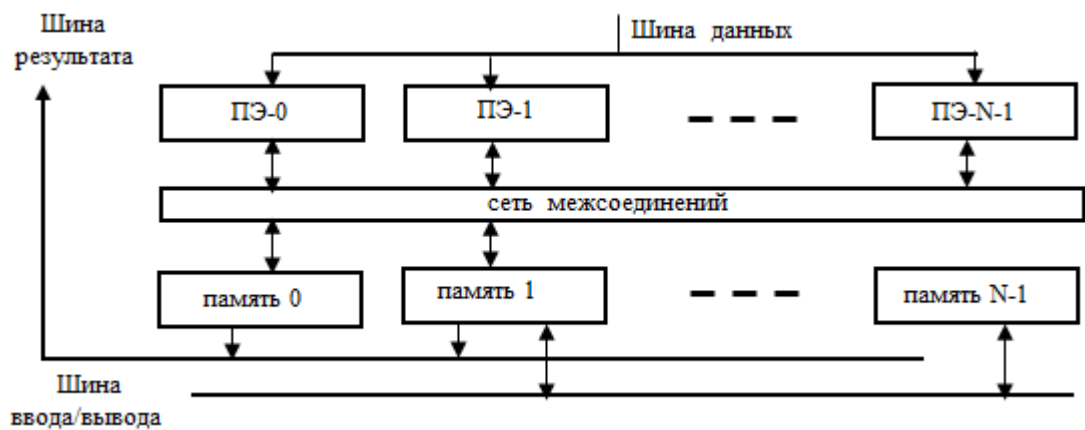 Шина
результата
Шина данных
ПЭ-0
ПЭ-1
ПЭ-N-1
сеть межсоединений
память 0
память 1
память N-1
Шина
ввода/вывода